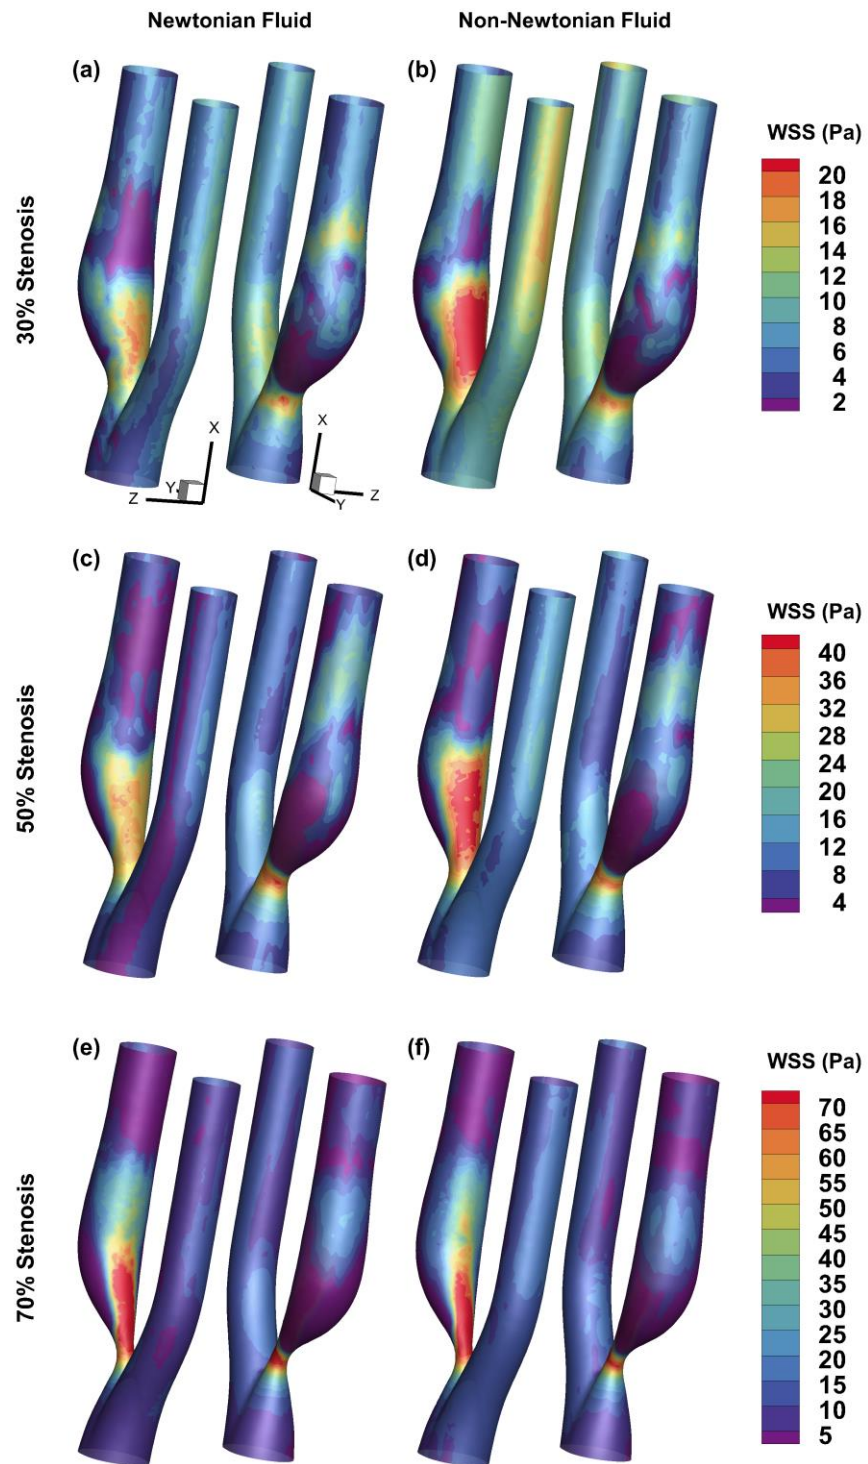 Newtonian Fluid
Non-Newtonian Fluid
(a)
(b)
WSS (Pa)
20
18
16
14
12
10
8
6
4
2
30% Stenosis
X
Y
Z
X
Y
Z
(c)
(d)
WSS (Pa)
40
36
32
28
24
20
16
12
8
4
50% Stenosis
(e)
(f)
WSS (Pa)
70
65
60
55
50
45
40
35
30
25
20
15
10
5
70% Stenosis